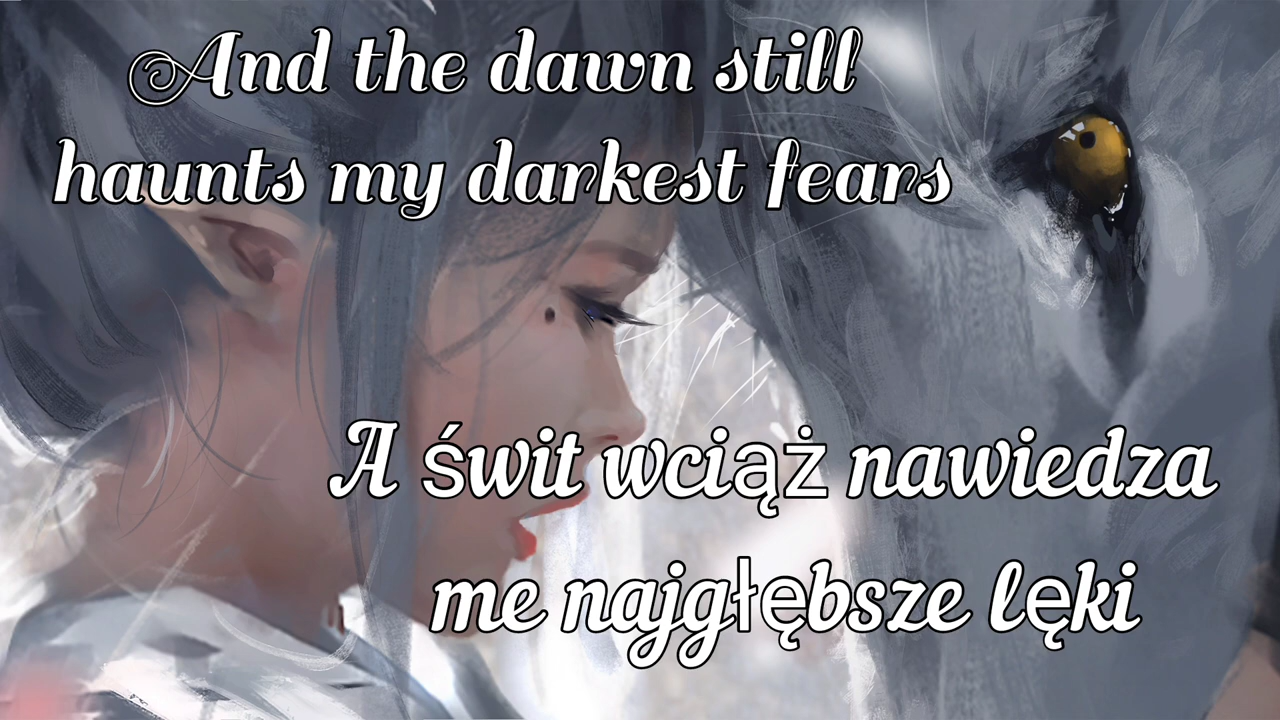 And the dawn still
haunts my darkest fears
A świt wciąż nawiedza
me najgłębsze lęki